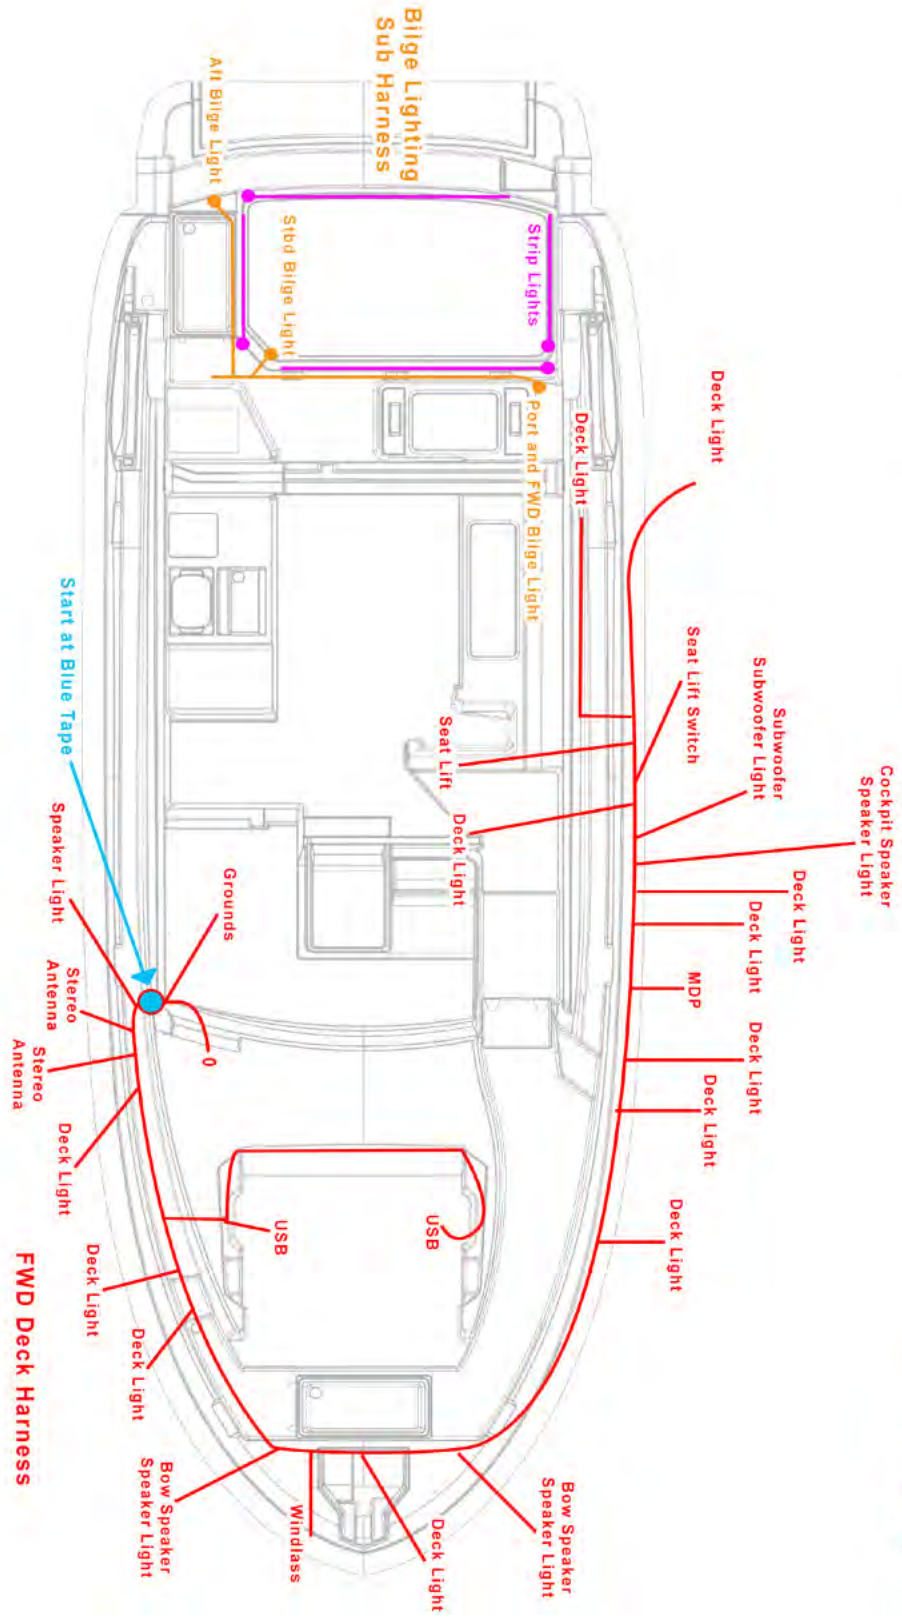 Bilge Lighting
Sub Harness
Aft Bilge Light
Stbd Bilge Light
Strip Lights
Port and FWD Bilge Light
Deck Light
Deck Light
Seat Lift Switch
Subwoofer
Subwoofer Light
Cockpit Speaker
Speaker Light
Seat Lift
Deck Light
Deck Light
Deck Light
MDP
Deck Light
Deck Light
Deck Light
Start at Blue Tape
Speaker Light
Grounds
0
Stereo
Antenna
Stereo
Antenna
Deck Light
USB
USB
Deck Light
Deck Light
Bow Speaker
Speaker Light
Windlass
Deck Light
Bow Speaker
Speaker Light
FWD Deck Harness